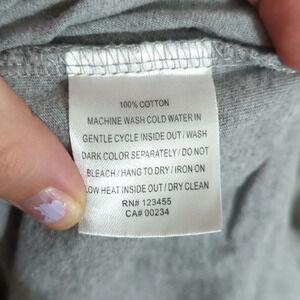 100% COTTON
MACHINE WASH COLD WATER IN
GENTLE CYCLE INSIDE OUT / WASH
DARK COLOR SEPARATELY / DO NOT
BLEACH / HANG TO DRY / IRON ON
LOW HEAT INSIDE OUT / DRY CLEAN
RN# 123455
CA# 00234